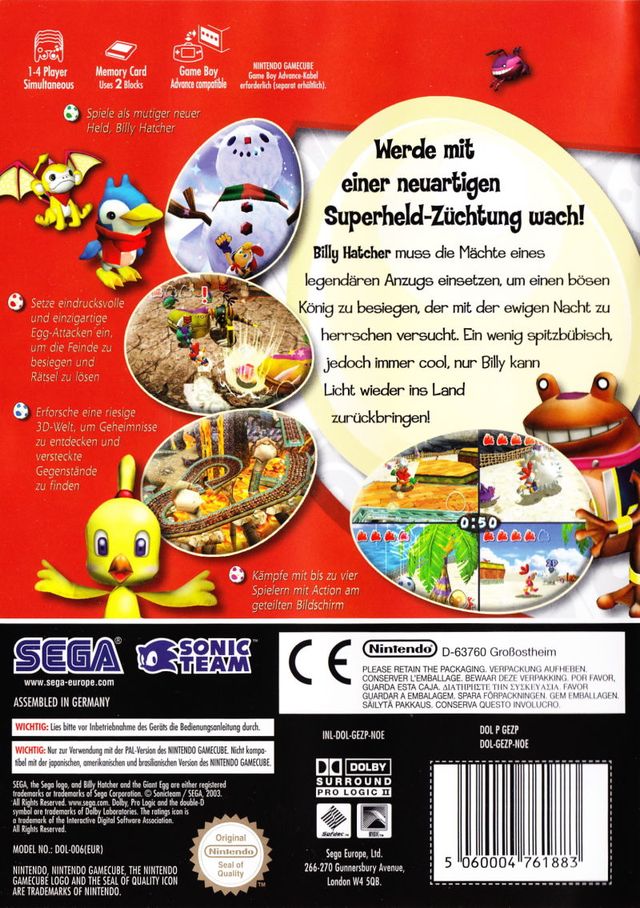 1-4 Player
Simultaneous
Memory Card
Uses 2 Blocks
Game Boy
Advance compatible
NINTENDO GAMECUBE
Game Boy Advance-Kabel
erforderlich (separat erhältlich).
Spiele als mutiger neuer
Held, Billy Hatcher
Werde mit
einer neuartigen
Superheld-Züchtung wach!
Billy Hatcher muss die Mächte eines
legendären Anzugs einsetzen, um einen bösen
König zu besiegen, der mit der ewigen Nacht zu
herrschen versucht. Ein wenig spitzbübisch,
jedoch immer cool, nur Billy kann
Licht wieder ins Land
zurückbringen!
Setze eindrucksvolle
und einzigartige
Egg-Attacken ein,
um die Feinde zu
besiegen und
Rätsel zu lösen
Erforsche eine riesige
3D-Welt, um Geheimnisse
zu entdecken und
versteckte
Gegenstände
zu finden
0:50
2P
Kämpfe mit bis zu vier
Spielern mit Action am
geteilten Bildschirm
SEGA®
www.sega-europe.com
SONIC
TEAM™
ASSEMBLED IN GERMANY
WICHTIG: Lies bitte vor Inbetriebnahme des Geräts die Bedienungsanleitung durch.
WICHTIG: Nur zur Verwendung mit der PAL-Version des NINTENDO GAMECUBE. Nicht kompa-
tibel mit der japanischen, amerikanischen und brasilianischen Version des NINTENDO GAMECUBE.
SEGA, the Sega logo, and Billy Hatcher and the Giant Egg are either registered
trademarks or trademarks of Sega Corporation. © Sonicteam / SEGA, 2003.
All Rights Reserved. www.sega.com. Dolby, Pro Logic and the double-D
symbol are trademarks of Dolby Laboratories. The ratings icon is
a trademark of the Interactive Digital Software Association.
All Rights Reserved.
MODEL NO.: DOL-006(EUR)
NINTENDO, NINTENDO GAMECUBE, THE NINTENDO
GAMECUBE LOGO AND THE SEAL OF QUALITY ICON
ARE TRADEMARKS OF NINTENDO.
Original
Nintendo
Seal of
Quality
CE
Nintendo® D-63760 Großostheim
PLEASE RETAIN THE PACKAGING. VERPACKUNG AUFHEBEN.
CONSERVER L'EMBALLAGE. BEWAAR DEZE VERPAKKING. POR FAVOR,
GUARDA ESTA CAJA. ΔΙΑΤΗΡΗΣΤΕ ΤΗΝ ΣΥΣΚΕΥΑΣΙΑ. FAVOR
GUARDAR A EMBALAGEM. SPARA FÖRPACKNINGEN. GEM EMBALLAGEN.
SÄILYTÄ PAKKAUS. CONSERVA QUESTO INVOLUCRO.
INL-DOL-GEZP-NOE
DOL P GEZP
DOL-GEZP-NOE
DOLBY
SURROUND
PRO LOGIC II
Sofdec
Sega Europe, Ltd.
266-270 Gunnersbury Avenue,
London W4 5QB.
5 060004 761883